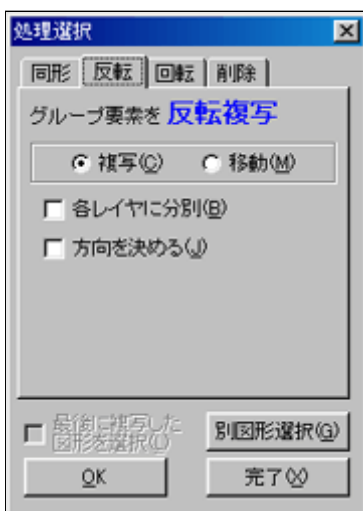 処理選択
同形 反転 回転 削除
グループ要素を 反転複写
複写(C) 移動(M)
各レイヤに分別(B)
方向を決める(J)
最後に複写した
図形を選択(L)
別図形選択(G)
OK 完了(X)